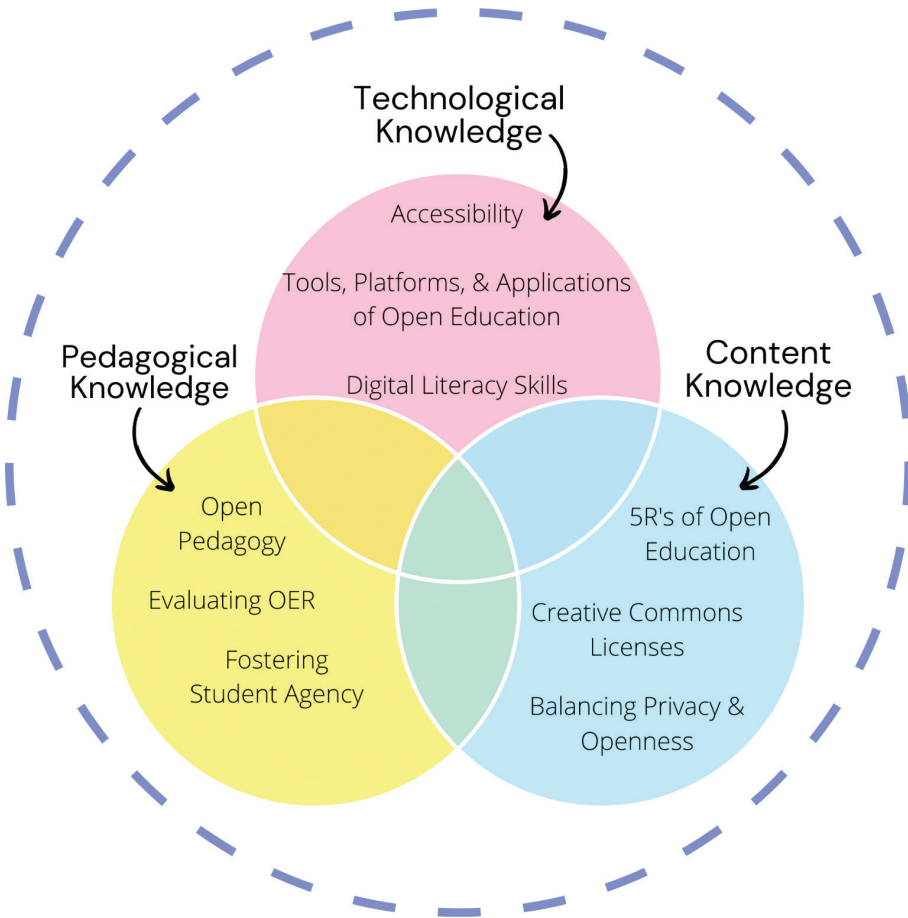 Technological
Knowledge
Accessibility
Tools, Platforms, & Applications
of Open Education
Digital Literacy Skills
Pedagogical
Knowledge
Open
Pedagogy
Evaluating OER
Fostering
Student Agency
Content
Knowledge
5R's of Open
Education
Creative Commons
Licenses
Balancing Privacy &
Openness